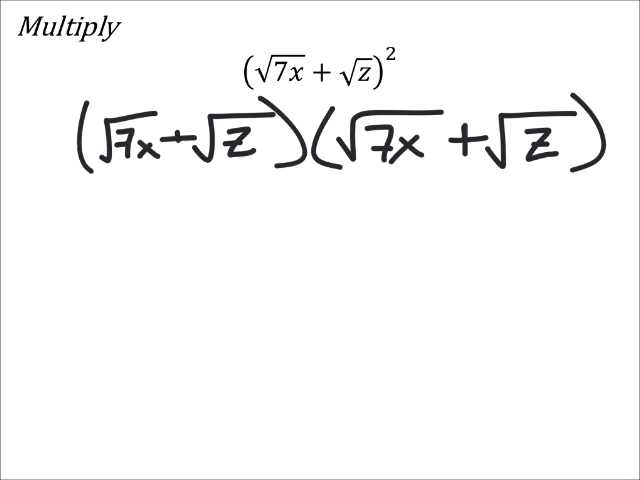 Multiply
(√7x + √z)²
(√7x + √z)(√7x + √z)